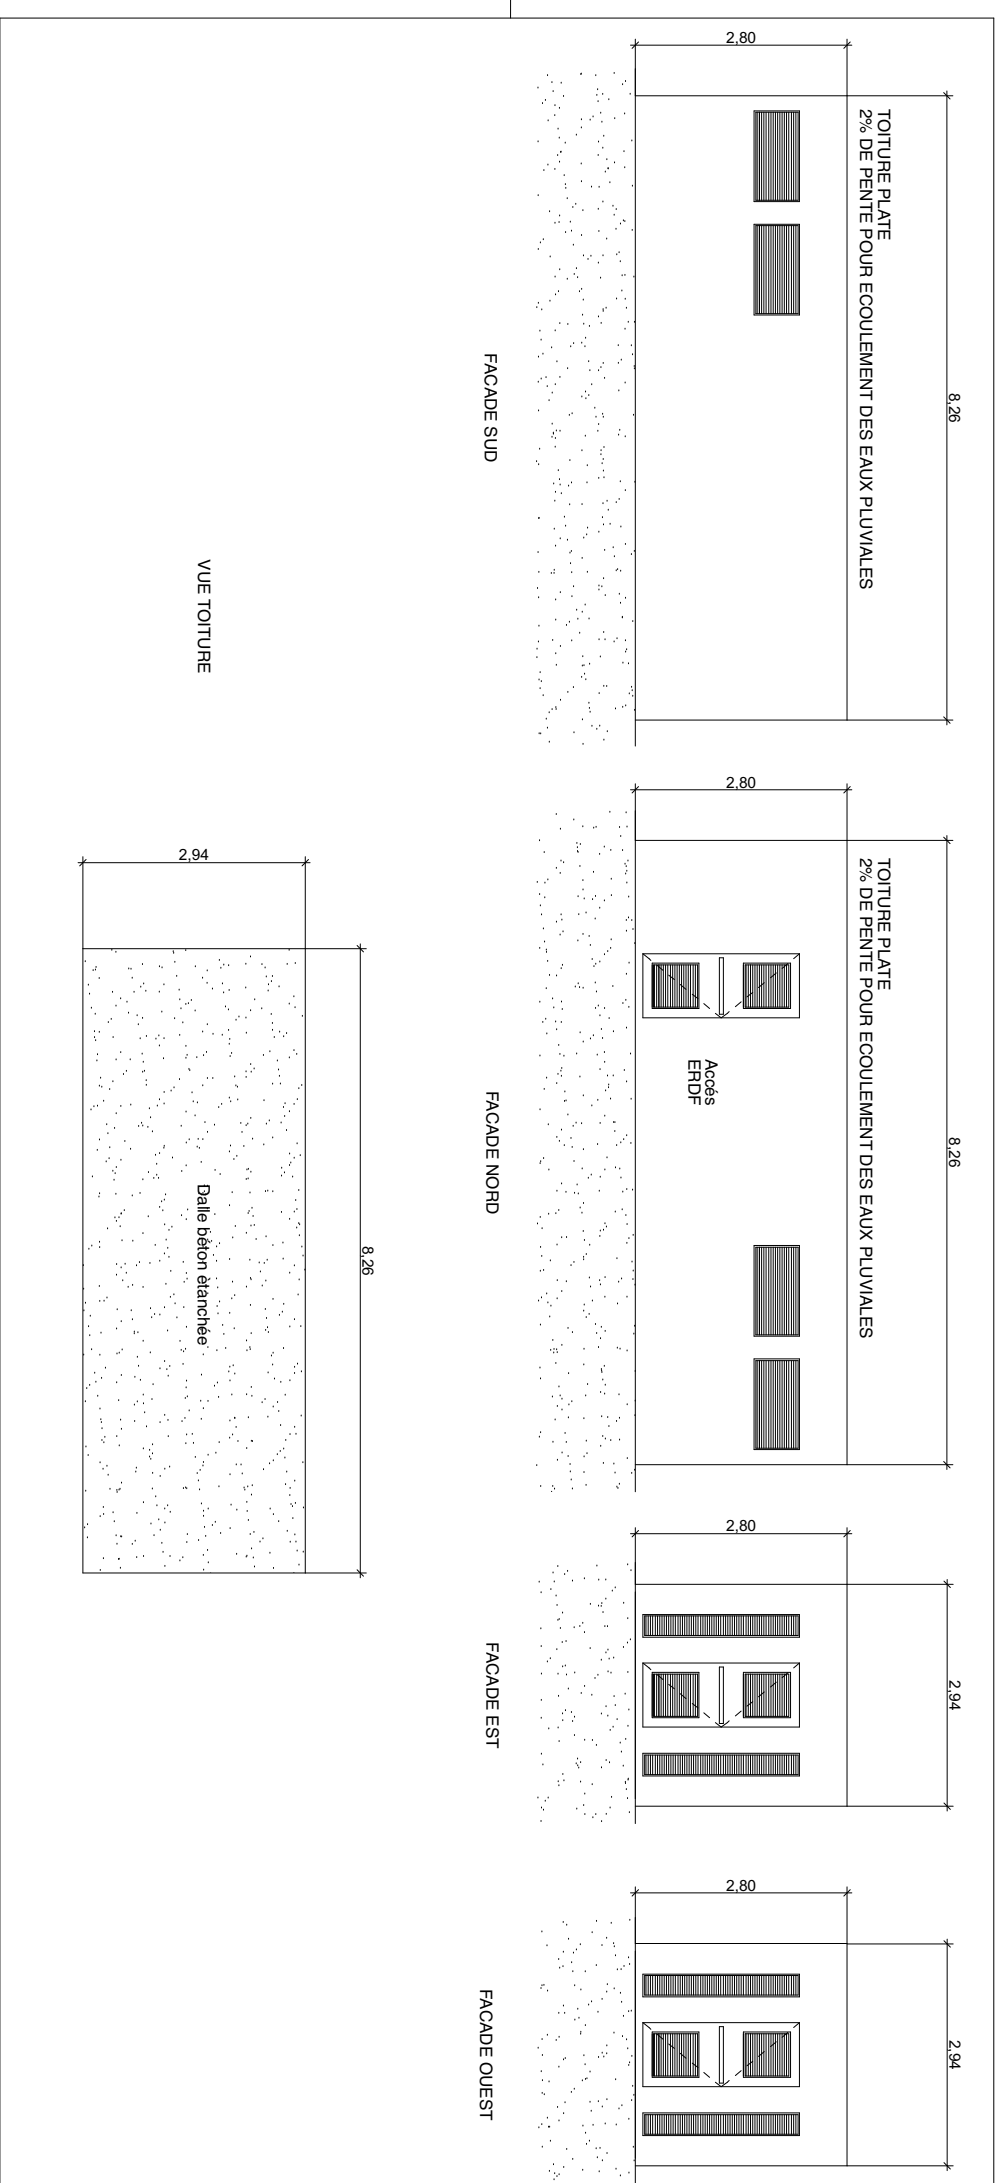 2,80
8,26
TOITURE PLATE
2% DE PENTE POUR ECOULEMENT DES EAUX PLUVIALES
FACADE SUD
2,80
8,26
TOITURE PLATE
2% DE PENTE POUR ECOULEMENT DES EAUX PLUVIALES
Accés
ERDF
FACADE NORD
2,80
2,94
FACADE EST
2,80
2,94
FACADE OUEST
VUE TOITURE
2,94
8,26
Dalle béton étanchée